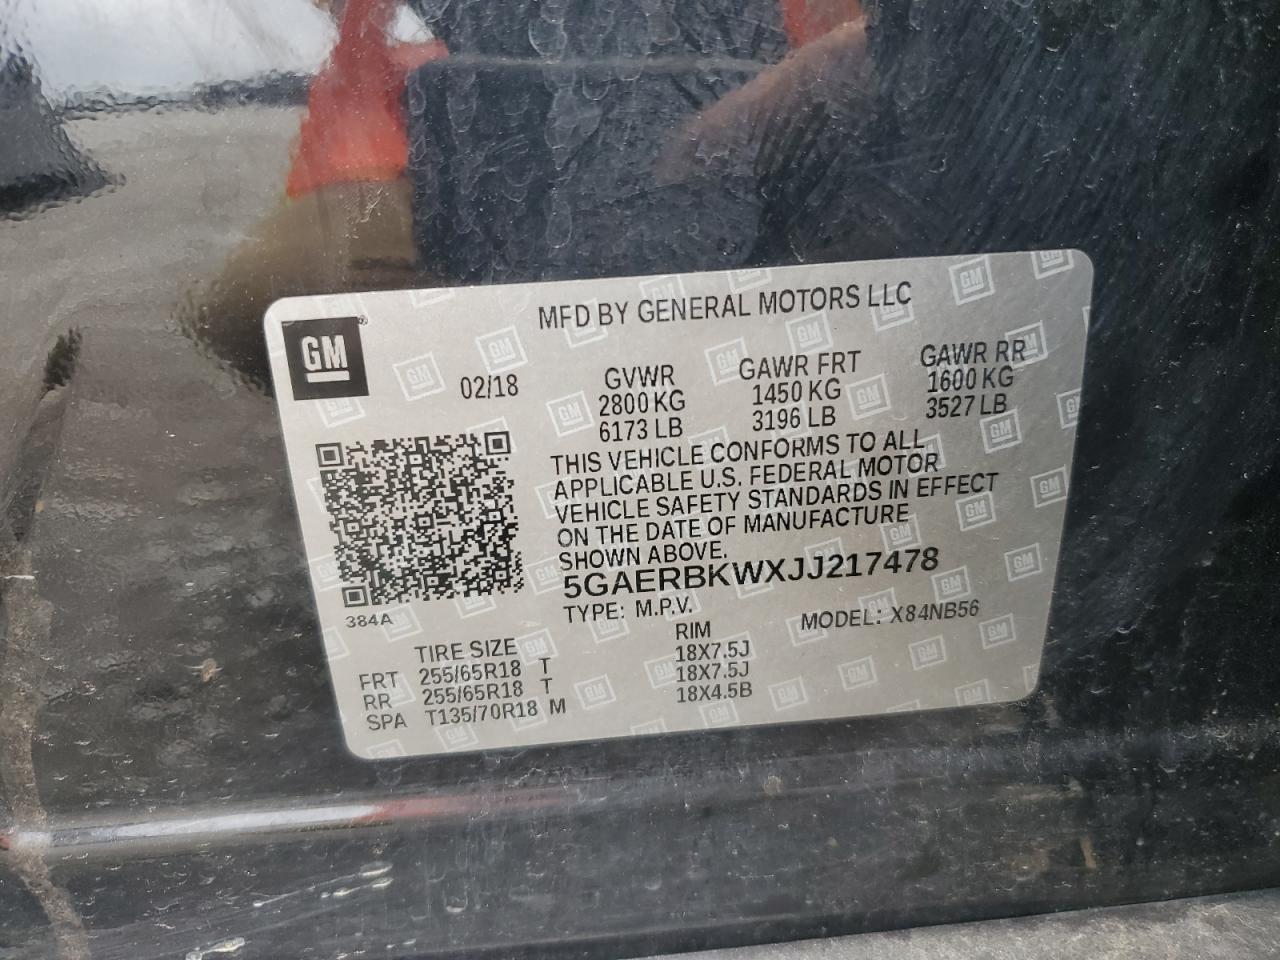 MFD BY GENERAL MOTORS LLC
GM
02/18
GVWR
2800 KG
6173 LB
GAWR FRT
1450 KG
3196 LB
GAWR RR
1600 KG
3527 LB
THIS VEHICLE CONFORMS TO ALL
APPLICABLE U.S. FEDERAL MOTOR
VEHICLE SAFETY STANDARDS IN EFFECT
ON THE DATE OF MANUFACTURE
SHOWN ABOVE.
5GAERBKWXJJ217478
TYPE: M.P.V.
MODEL: X84NB56
384A
TIRE SIZE RIM
FRT 255/65R18 T 18X7.5J
RR 255/65R18 T 18X7.5J
SPA T135/70R18 M 18X4.5B